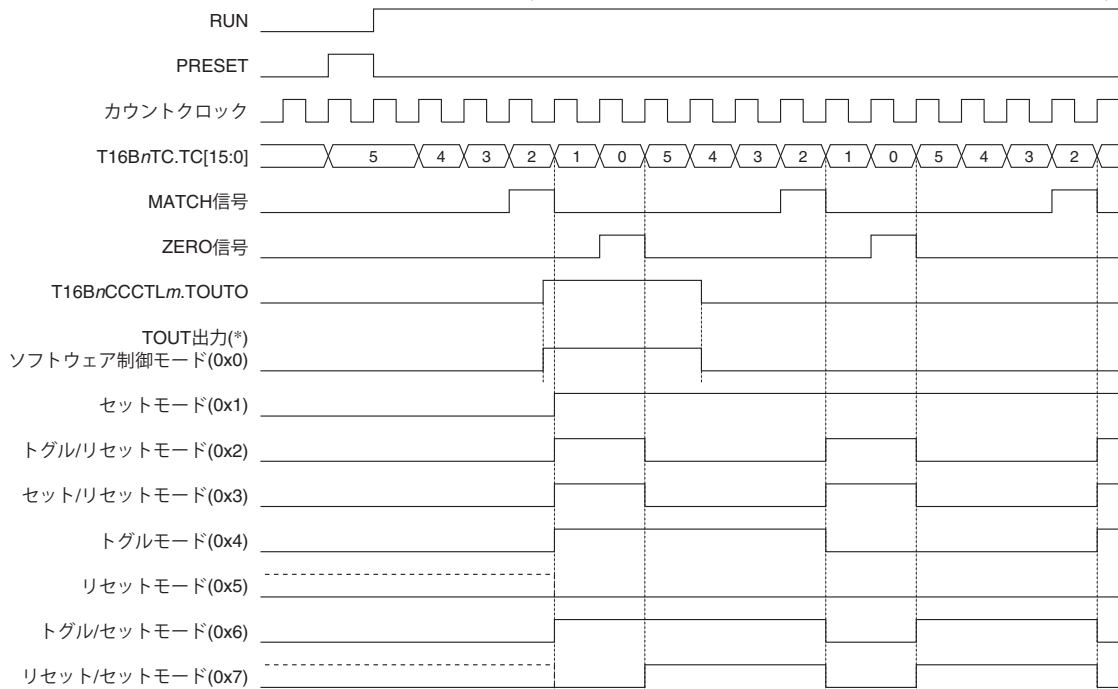 RUN
PRESET
カウントクロック
T16BnTC.TC[15:0] 5 4 3 2 1 0 5 4 3 2 1 0 5 4 3 2
MATCH信号
ZERO信号
T16BnCCCTLm.TOUTO
TOUT出力(*)
ソフトウェア制御モード(0x0)
セットモード(0x1)
トグル/リセットモード(0x2)
セット/リセットモード(0x3)
トグルモード(0x4)
リセットモード(0x5)
トグル/セットモード(0x6)
リセット/セットモード(0x7)